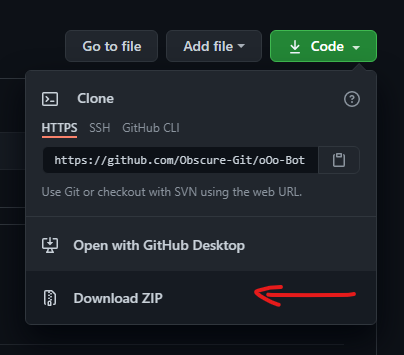 Go to file Add file Code
Clone
HTTPS SSH GitHub CLI
https://github.com/Obscure-Git/oOo-Bot
Use Git or checkout with SVN using the web URL.
Open with GitHub Desktop
Download ZIP